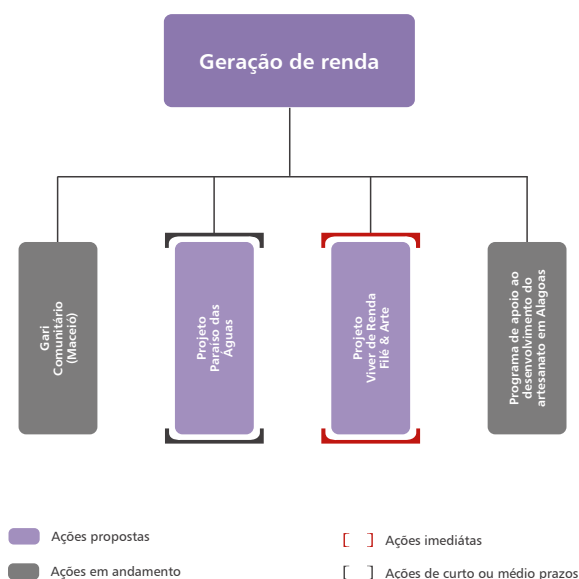 Geração de renda
Gari
Comunitário
(Maceió)
Projeto
Paraíso das
Águas
Projeto
Viver de Renda
Filé & Arte
Programa de apoio ao
desenvolvimento do
artesanato em Alagoas
Ações propostas
Ações em andamento
[ ] Ações imediátas
[ ] Ações de curto ou médio prazos